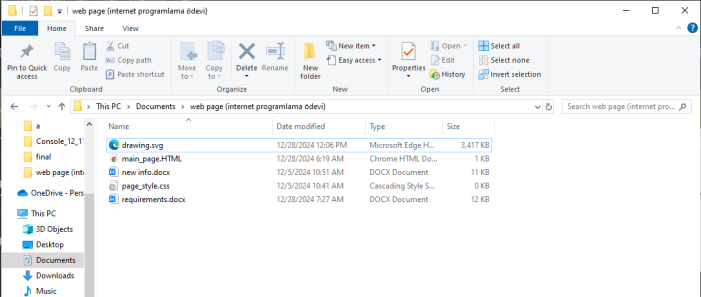 web page (internet programlama ödevi)
File Home Share View
Pin to Quick access
Copy
Paste
Cut
Copy path
Paste shortcut
Clipboard
Move to
Copy to
Delete
Rename
Organize
New folder
New item
Easy access
New
Properties
Open
Edit
History
Open
Select all
Select none
Invert selection
Select
This PC > Documents > web page (internet programlama ödevi)
Search web page (internet pro...
a
Console_12_1
final
web page (inter
OneDrive - Pers
This PC
3D Objects
Desktop
Documents
Downloads
Music
Name Date modified Type Size
drawing.svg 12/28/2024 12:06 PM Microsoft Edge H... 3,417 KB
main_page.HTML 12/28/2024 6:19 AM Chrome HTML Do... 1 KB
new info.docx 12/5/2024 10:51 AM DOCX Document 11 KB
page_style.css 12/5/2024 10:41 AM Cascading Style S... 0 KB
requirements.docx 12/28/2024 7:27 AM DOCX Document 12 KB